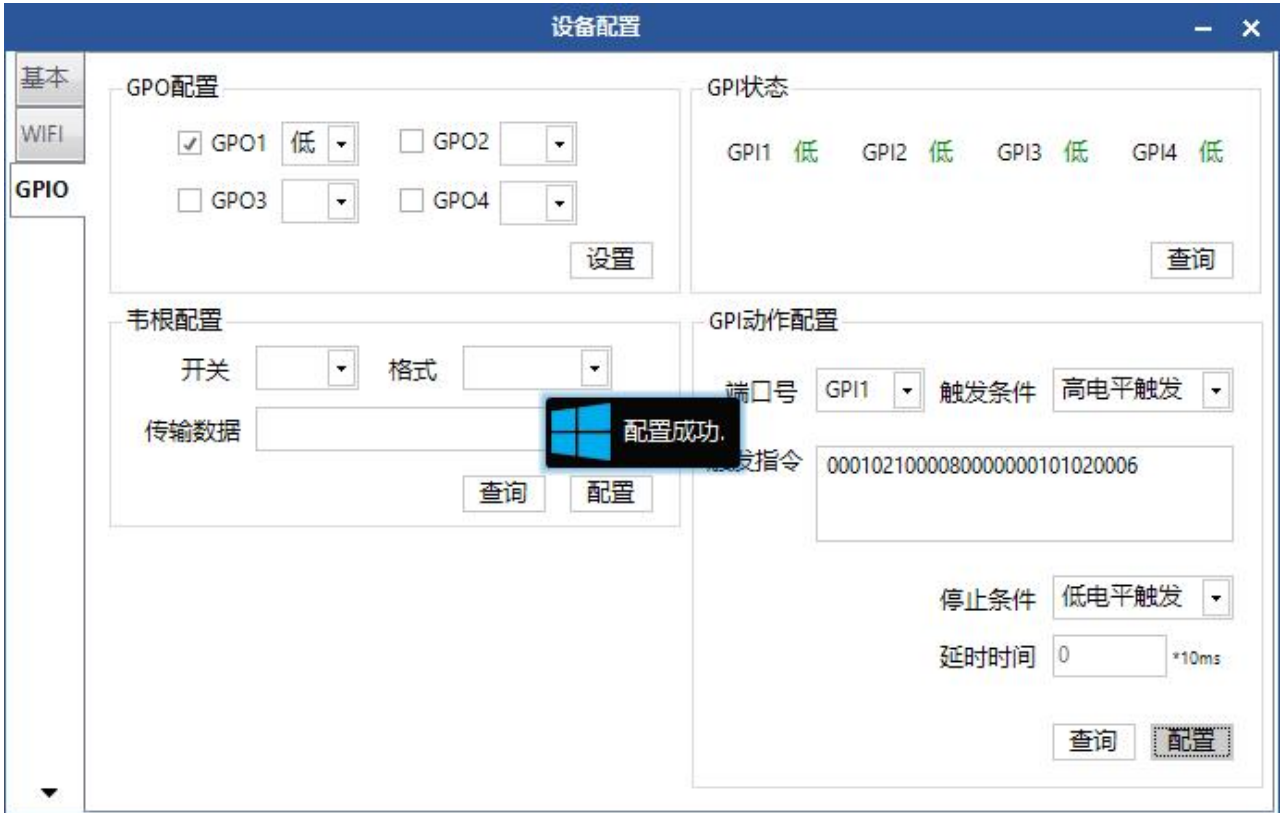 设备配置
基本
WIFI
GPIO
GPO配置
GPO1 低 GPO2
GPO3 GPO4
设置
GPI状态
GPI1 低 GPI2 低 GPI3 低 GPI4 低
查询
韦根配置
开关 格式
传输数据
查询 配置
配置成功.
GPI动作配置
端口号 GPI1 触发条件 高电平触发
发指令 0001021000080000000101020006
停止条件 低电平触发
延时时间 0 *10ms
查询 配置